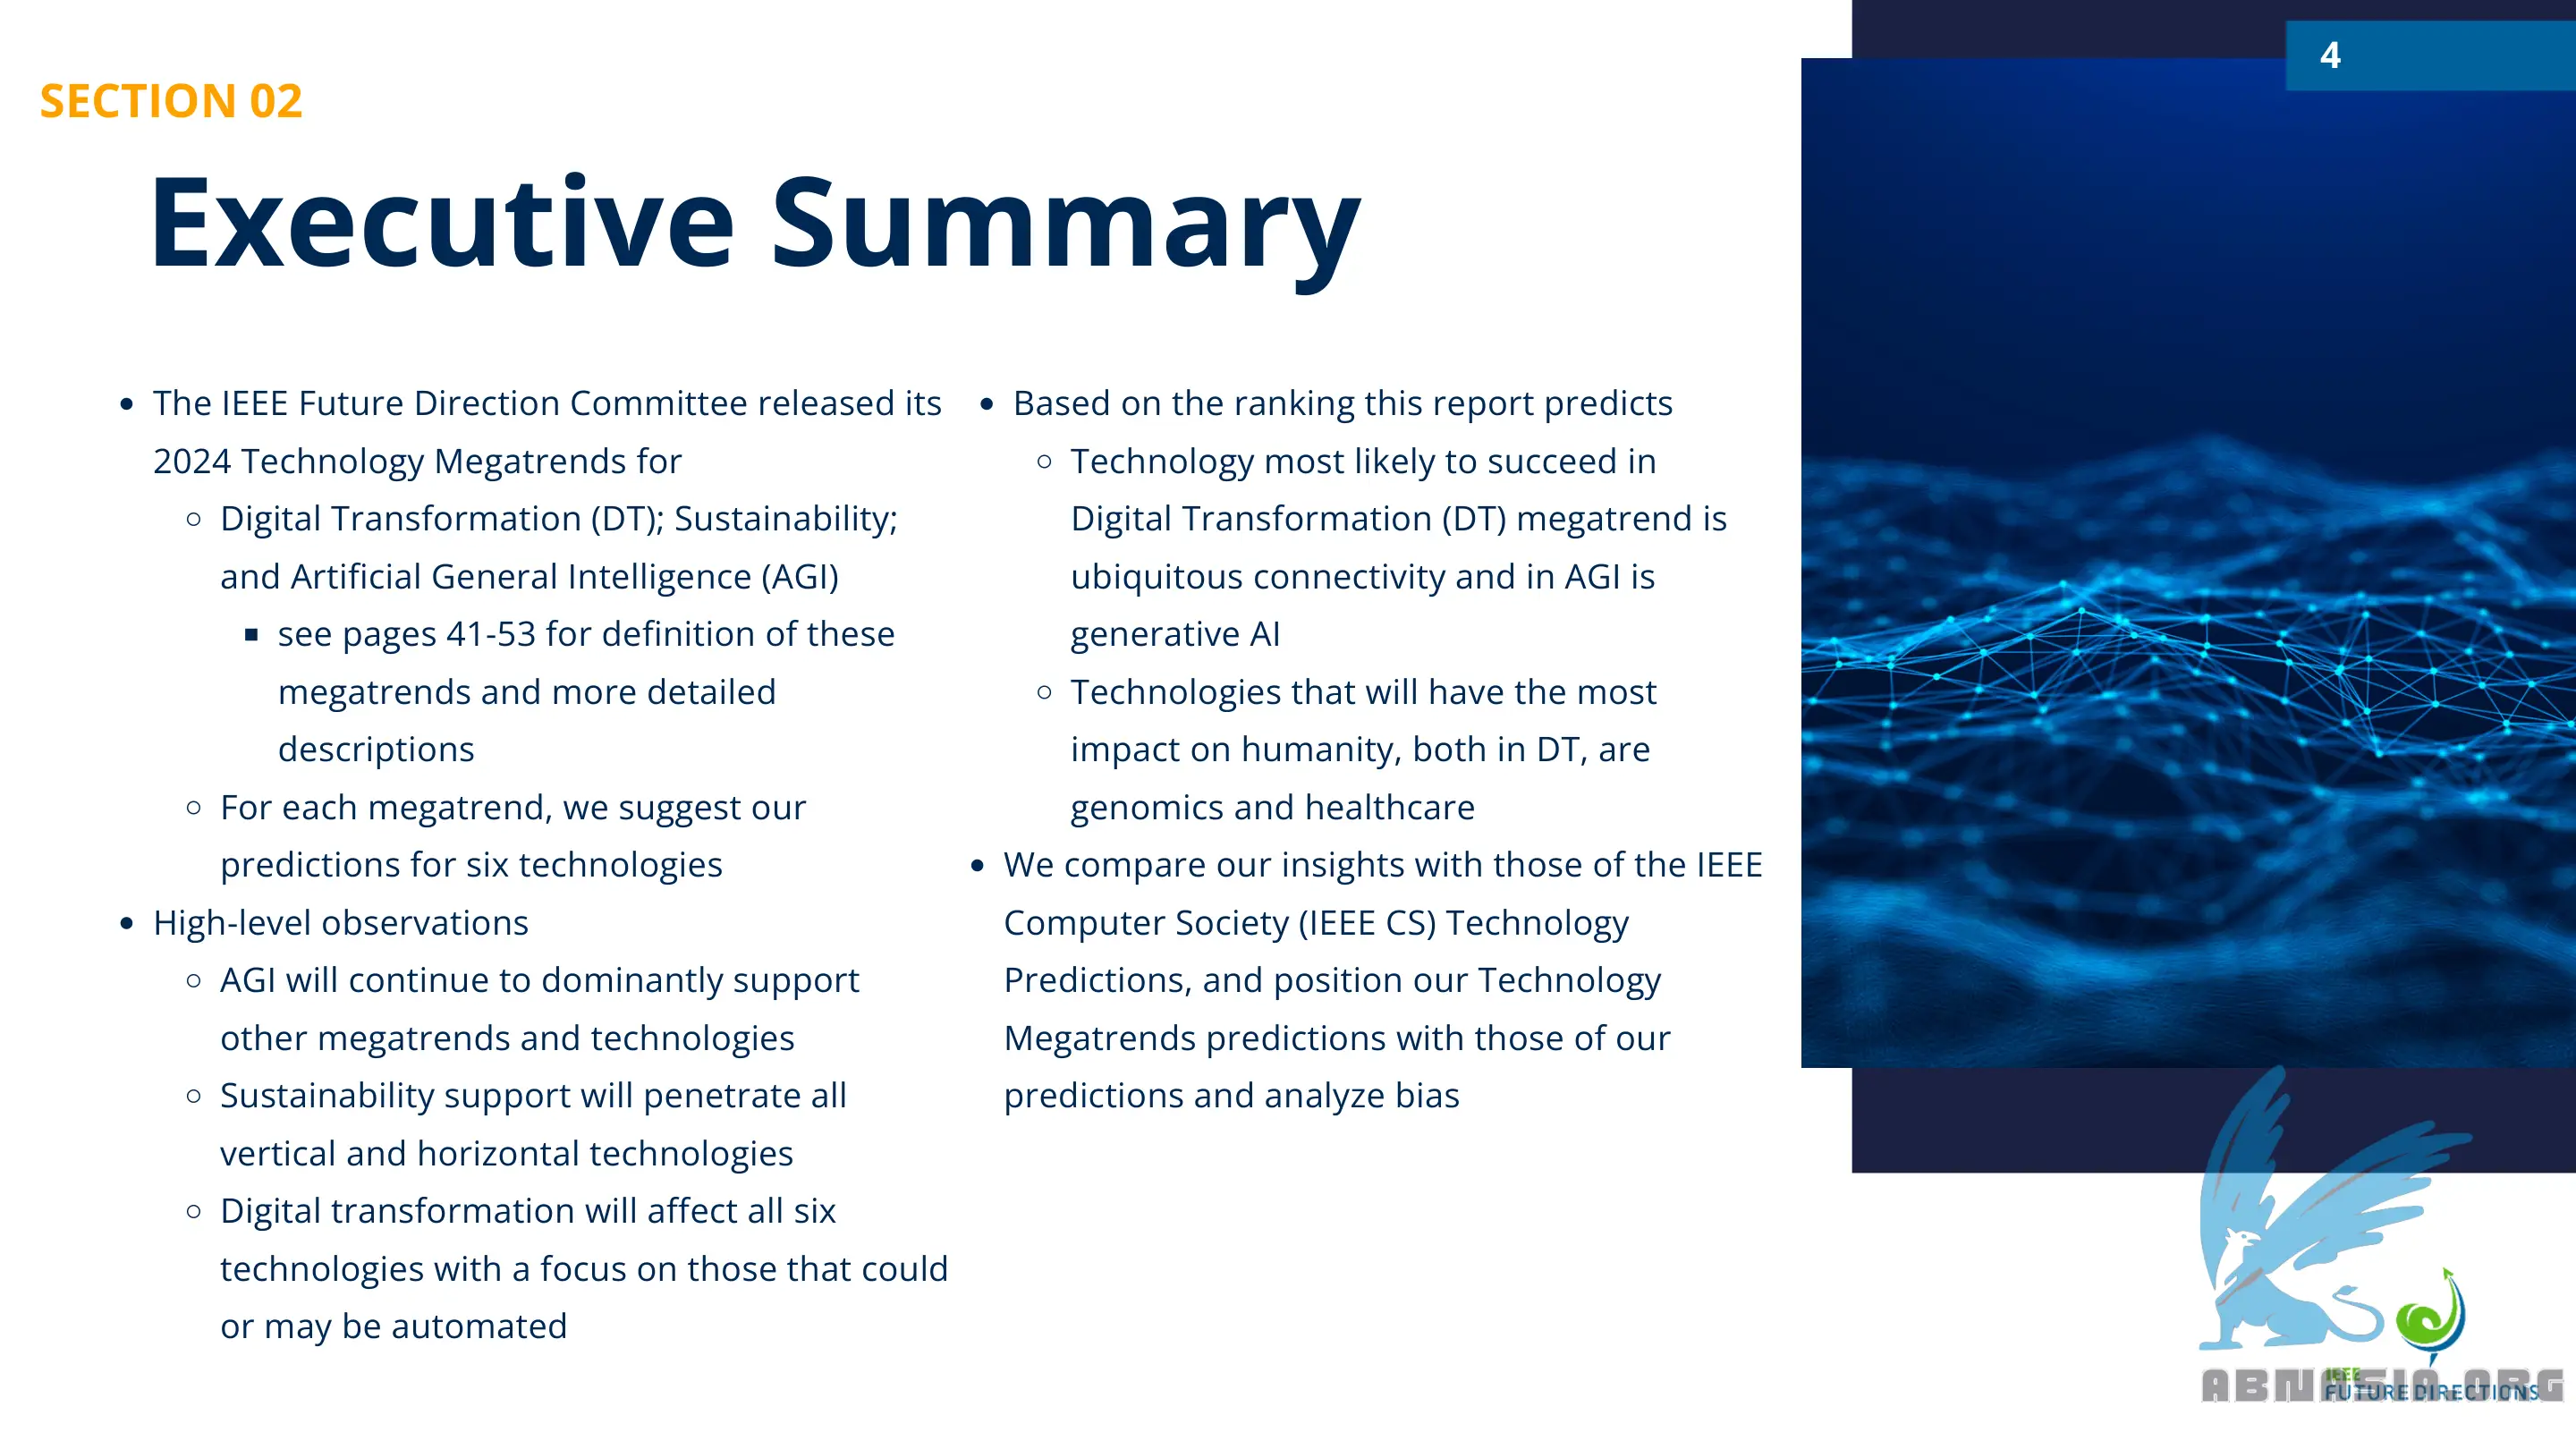 4
SECTION 02
Executive Summary
• The IEEE Future Direction Committee released its
2024 Technology Megatrends for
○ Digital Transformation (DT); Sustainability;
and Artificial General Intelligence (AGI)
▪ see pages 41-53 for definition of these
megatrends and more detailed
descriptions
○ For each megatrend, we suggest our
predictions for six technologies
• High-level observations
○ AGI will continue to dominantly support
other megatrends and technologies
○ Sustainability support will penetrate all
vertical and horizontal technologies
○ Digital transformation will affect all six
technologies with a focus on those that could
or may be automated
• Based on the ranking this report predicts
○ Technology most likely to succeed in
Digital Transformation (DT) megatrend is
ubiquitous connectivity and in AGI is
generative AI
○ Technologies that will have the most
impact on humanity, both in DT, are
genomics and healthcare
• We compare our insights with those of the IEEE
Computer Society (IEEE CS) Technology
Predictions, and position our Technology
Megatrends predictions with those of our
predictions and analyze bias
IEEE
FUTURE DIRECTIONS
ABNASIA.ORG